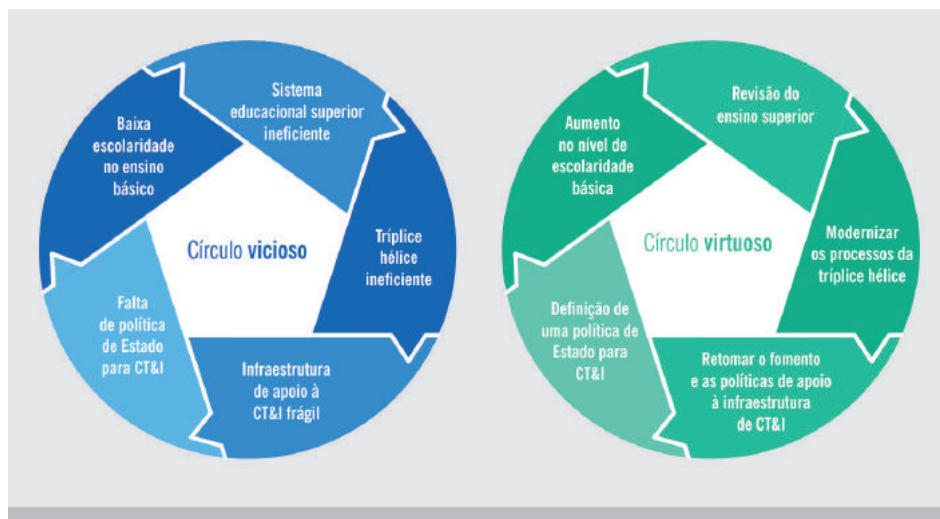 Círculo vicioso
Baixa
escolaridade
no ensino
básico
Sistema
educacional superior
ineficiente
Tríplice
hélice
ineficiente
Infraestrutura
de apoio à
CT&I frágil
Falta
de política
de Estado
para CT&I
Círculo virtuoso
Aumento
no nível de
escolaridade
básica
Revisão do
ensino superior
Modernizar
os processos da
tríplice hélice
Retomar o fomento
e as políticas de apoio
à infraestrutura
de CT&I
Definição de
uma política de
Estado para
CT&I